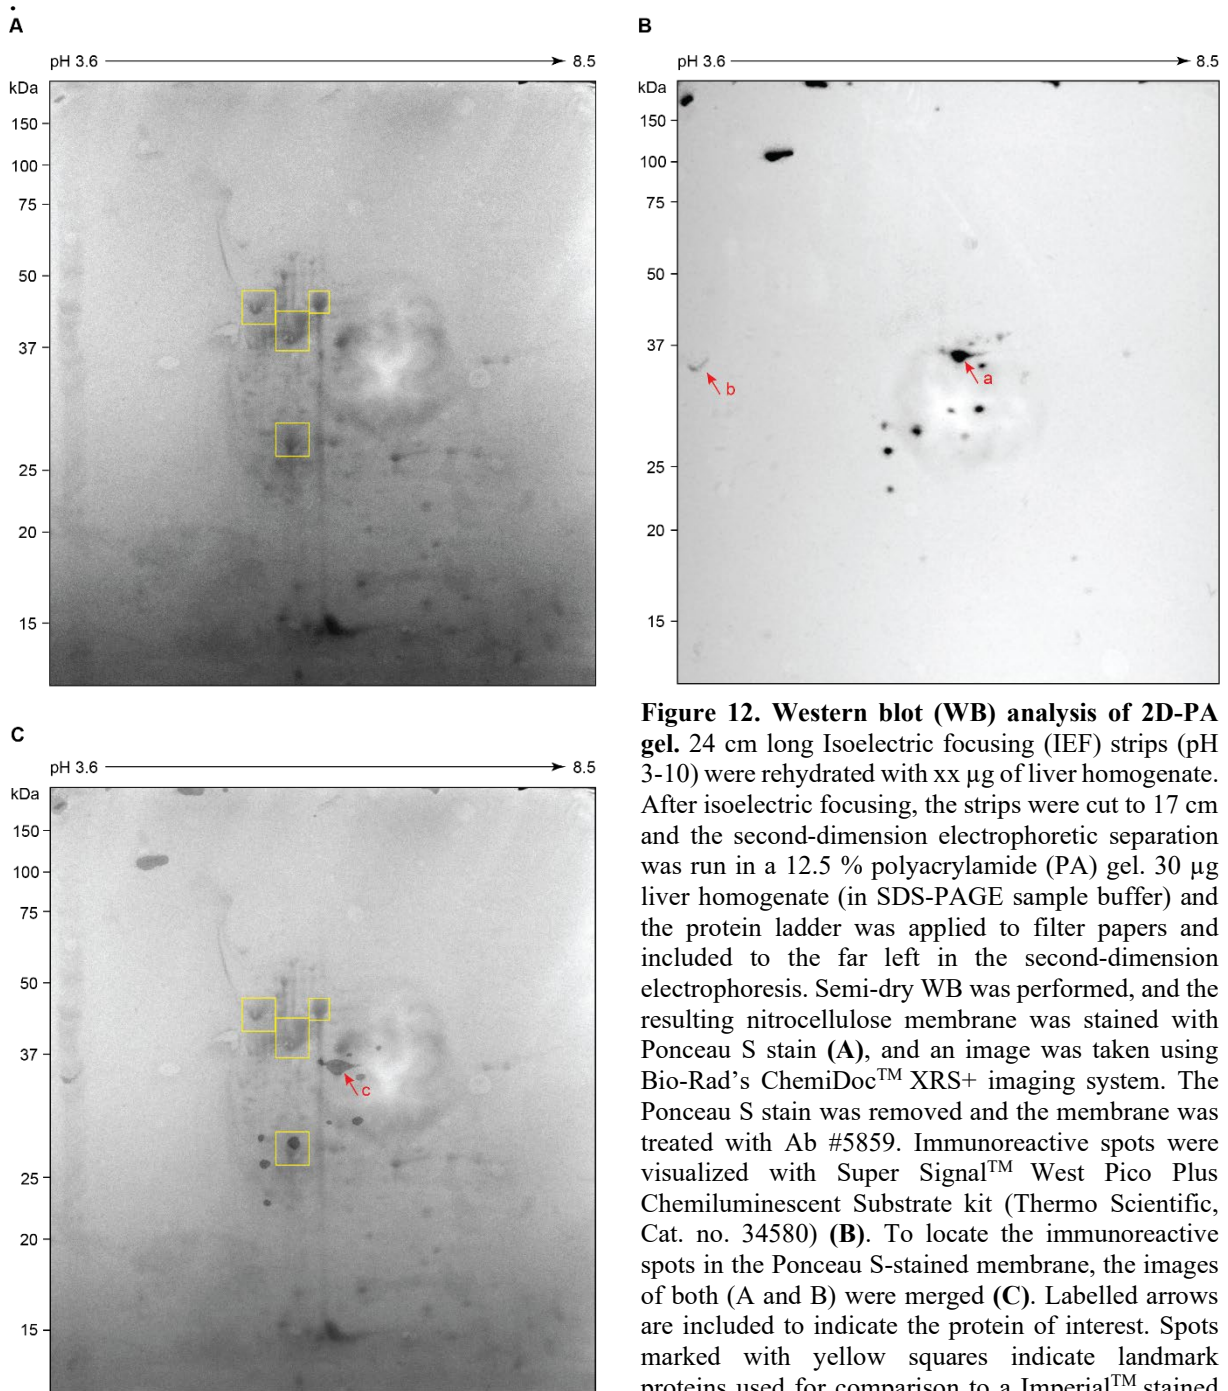 A
pH 3.6 8.5
kDa
150
100
75
50
37
25
20
15
B
pH 3.6 8.5
kDa
150
100
75
50
37
a
b
25
20
15
C
pH 3.6 8.5
kDa
150
100
75
50
37
c
25
20
15
Figure 12. Western blot (WB) analysis of 2D-PA
gel. 24 cm long Isoelectric focusing (IEF) strips (pH
3-10) were rehydrated with xx µg of liver homogenate.
After isoelectric focusing, the strips were cut to 17 cm
and the second-dimension electrophoretic separation
was run in a 12.5 % polyacrylamide (PA) gel. 30 µg
liver homogenate (in SDS-PAGE sample buffer) and
the protein ladder was applied to filter papers and
included to the far left in the second-dimension
electrophoresis. Semi-dry WB was performed, and the
resulting nitrocellulose membrane was stained with
Ponceau S stain (A), and an image was taken using
Bio-Rad's ChemiDoc™ XRS+ imaging system. The
Ponceau S stain was removed and the membrane was
treated with Ab #5859. Immunoreactive spots were
visualized with Super Signal™ West Pico Plus
Chemiluminescent Substrate kit (Thermo Scientific,
Cat. no. 34580) (B). To locate the immunoreactive
spots in the Ponceau S-stained membrane, the images
of both (A and B) were merged (C). Labelled arrows
are included to indicate the protein of interest. Spots
marked with yellow squares indicate landmark
proteins used for comparison to a Imperial™ stained